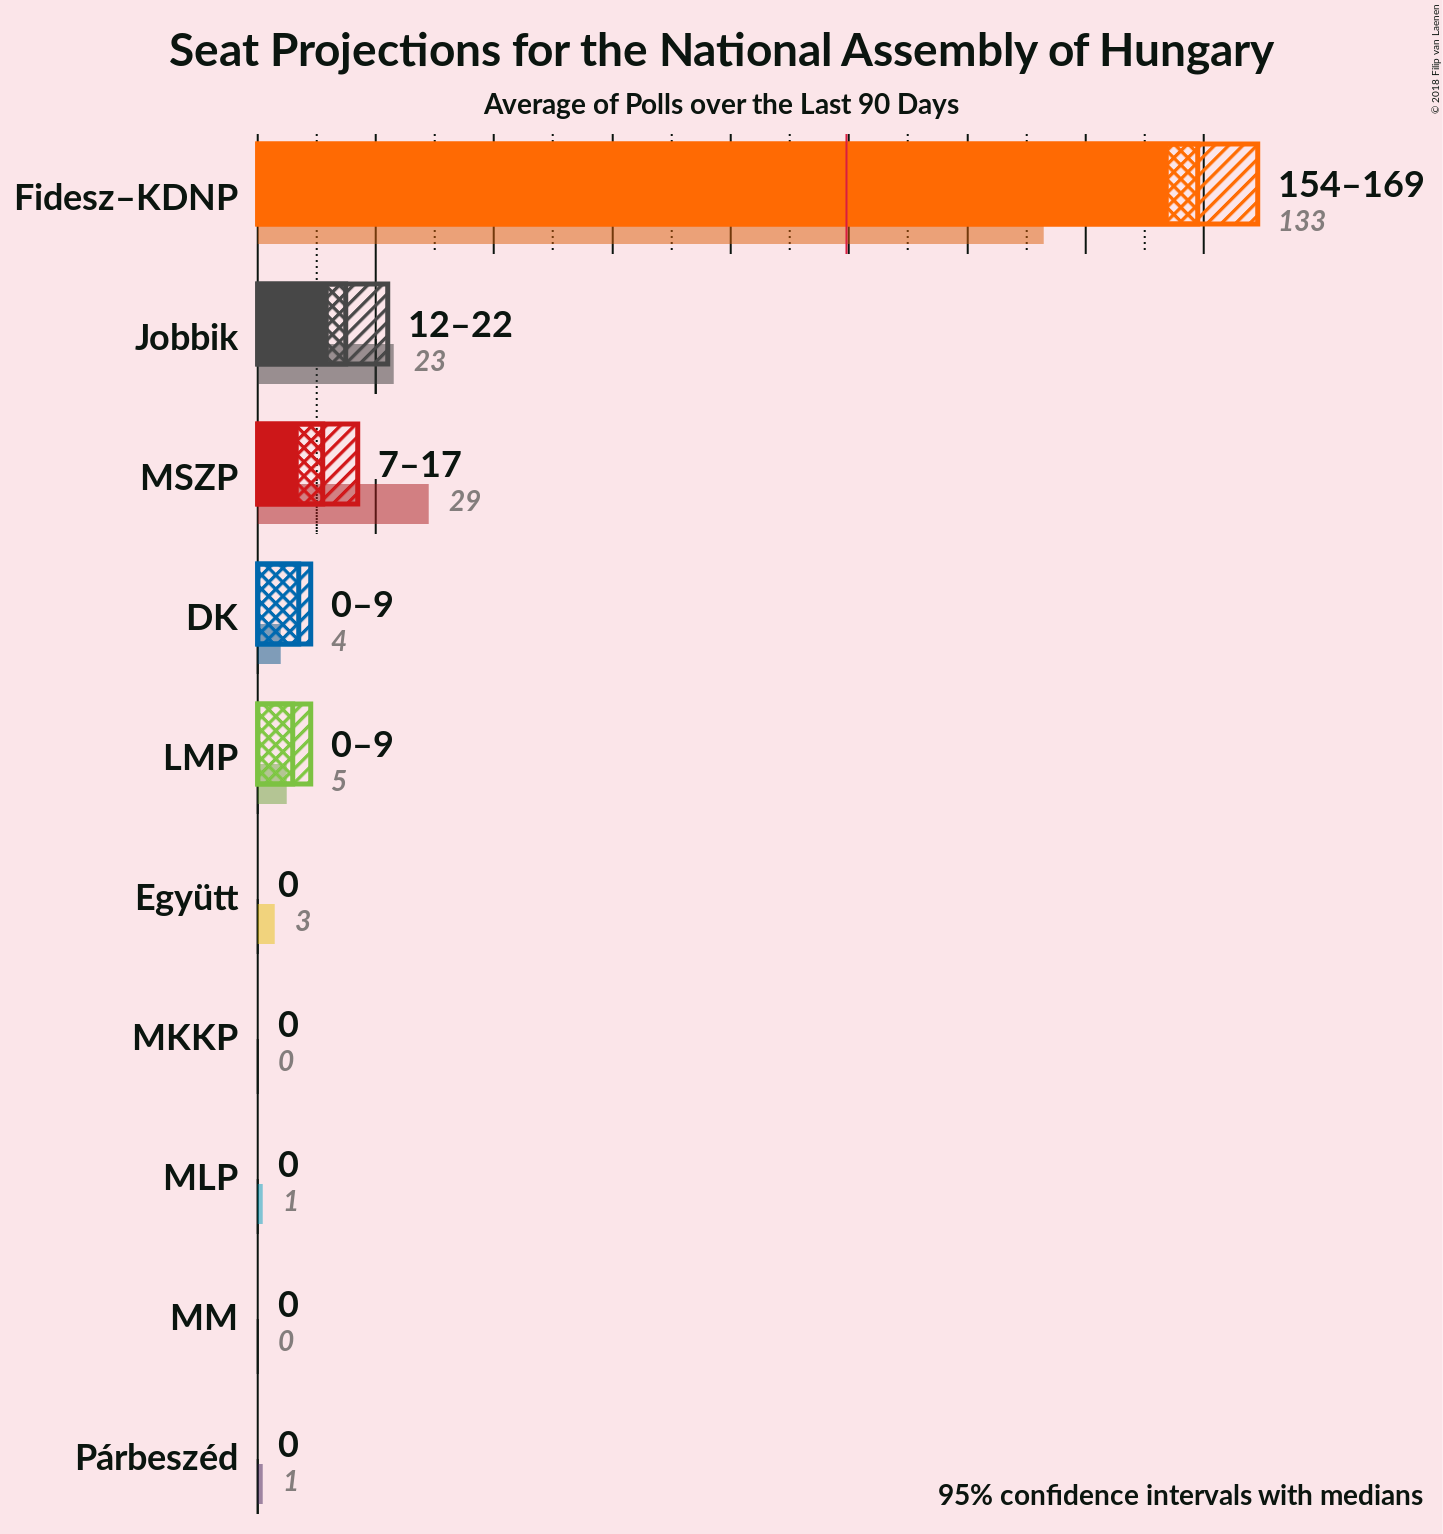 Seat Projections for the National Assembly of Hungary
Average of Polls over the Last 90 Days
© 2018 Filip van Laenen
Fidesz–KDNP
154–169
133
Jobbik
12–22
23
MSZP
7–17
29
DK
0–9
4
LMP
0–9
5
Együtt
0
3
MKKP
0
0
MLP
0
1
MM
0
0
Párbeszéd
0
1
95% confidence intervals with medians